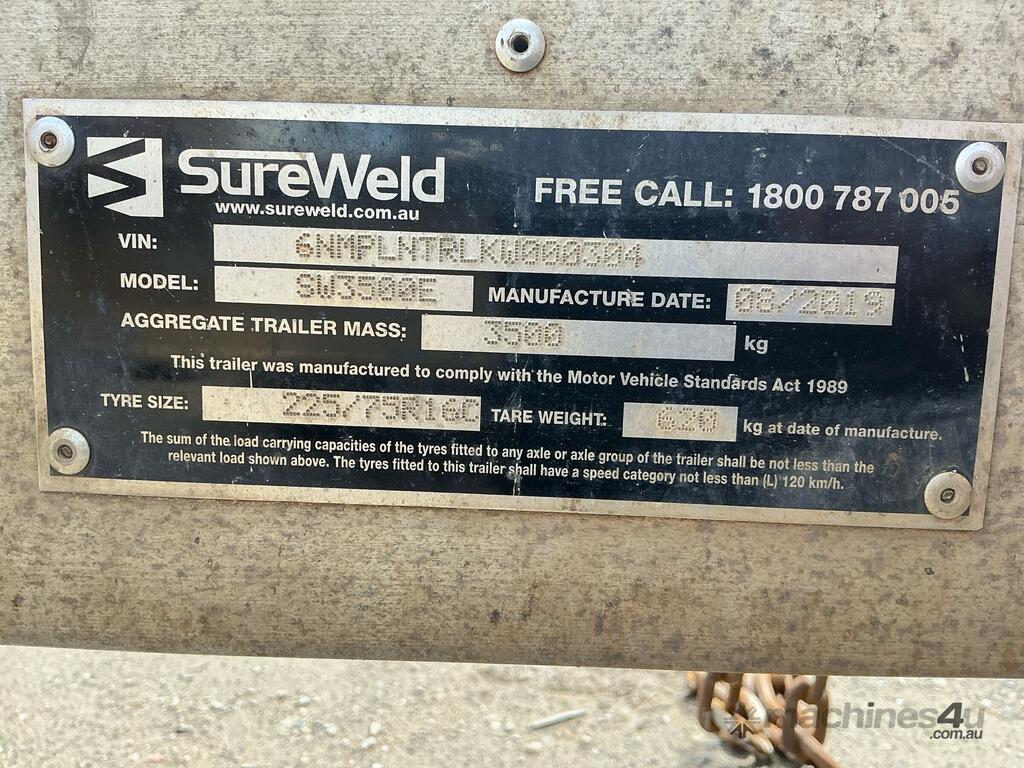 SureWeld
www.sureweld.com.au
FREE CALL: 1800 787 005
VIN: 6NMPLNTRLKW000304
MODEL: SW3500E MANUFACTURE DATE: 08/2019
AGGREGATE TRAILER MASS: 3500 kg
This trailer was manufactured to comply with the Motor Vehicle Standards Act 1989
TYRE SIZE: 225/75R16C TARE WEIGHT: 620 kg at date of manufacture.
The sum of the load carrying capacities of the tyres fitted to any axle or axle group of the trailer shall be not less than the
relevant load shown above. The tyres fitted to this trailer shall have a speed category not less than (L) 120 km/h.
machines4u
.com.au